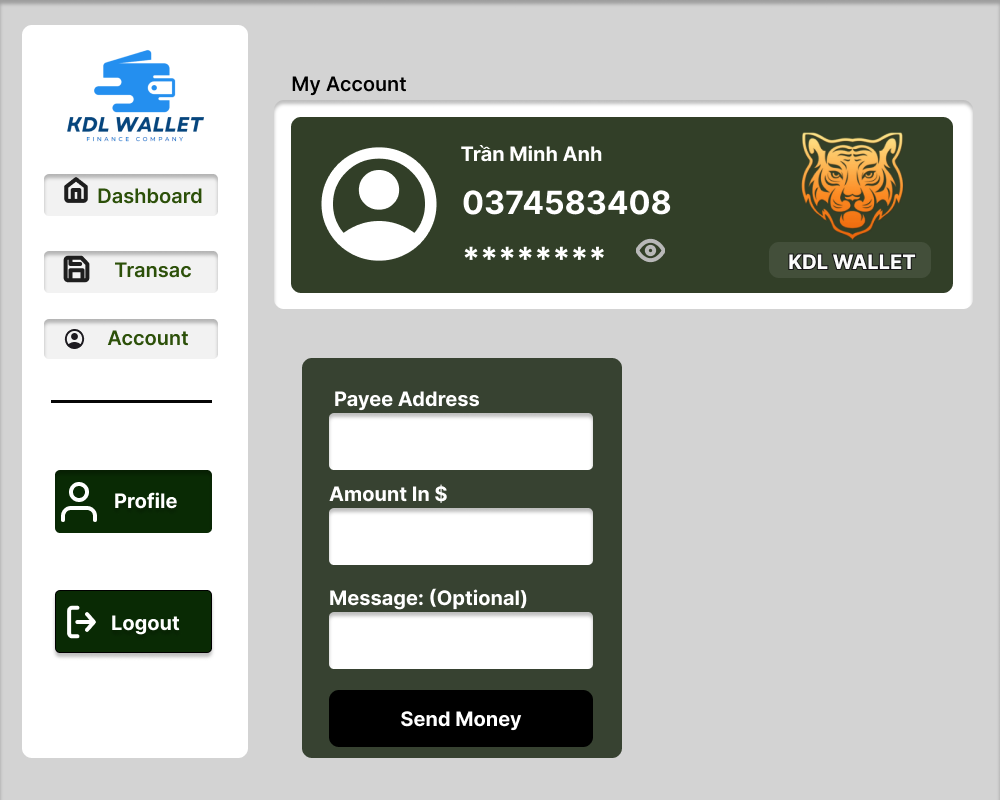 KDL WALLET
FINANCE COMPANY
Dashboard
Transac
Account
Profile
Logout
My Account
Trần Minh Anh
0374583408
********
KDL WALLET
Payee Address
Amount In $
Message: (Optional)
Send Money